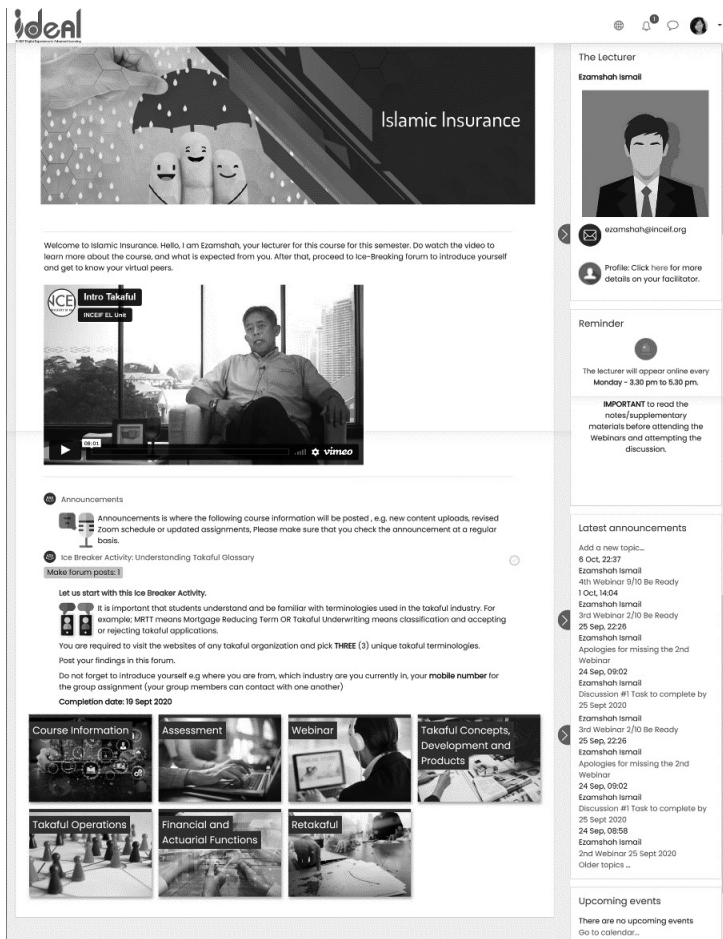 ideal
1
Islamic Insurance
Welcome to Islamic Insurance. Hello, I am Ezamshah, your lecturer for this course for this semester. Do watch the video to
learn more about the course, and what is expected from you. After that, proceed to Ice-Breaking forum to introduce yourself
and get to know your virtual peers.
INCE
Intro Takaful
INCEIF EL Unit
09:01
vimeo
Announcements
Announcements is where the following course information will be posted , e.g. new content uploads, revised
Zoom schedule or updated assignments, Please make sure that you check the announcement at a regular
basis.
Ice Breaker Activity: Understanding Takaful Glossary
Make forum posts: 1
Let us start with this Ice Breaker Activity.
It is important that students understand and be familiar with terminologies used in the takaful industry. For
example; MRTT means Mortgage Reducing Term OR Takaful Underwriting means classification and accepting
or rejecting takaful applications.
You are required to visit the websites of any takaful organization and pick THREE (3) unique takaful terminologies.
Post your findings in this forum.
Do not forget to introduce yourself e.g where you are from, which industry are you currently in, your mobile number for
the group assignment (your group members can contact with one another)
Completion date: 19 Sept 2020
Course Information
Assessment
Webinar
Takaful Concepts,
Development and
Products
Takaful Operations
Financial and
Actuarial Functions
Retakaful
The Lecturer
Ezamshah Ismail
ezamshah@inceif.org
Profile: Click here for more
details on your facilitator.
Reminder
The lecturer will appear online every
Monday - 3.30 pm to 5.30 pm.
IMPORTANT to read the
notes/supplementary
materials before attending the
Webinars and attempting the
discussion.
Latest announcements
Add a new topic...
6 Oct, 22:37
Ezamshah Ismail
4th Webinar 9/10 Be Ready
1 Oct, 14:04
Ezamshah Ismail
3rd Webinar 2/10 Be Ready
25 Sep, 22:26
Ezamshah Ismail
Apologies for missing the 2nd
Webinar
24 Sep, 09:02
Ezamshah Ismail
Discussion #1 Task to complete by
25 Sept 2020
Ezamshah Ismail
3rd Webinar 2/10 Be Ready
25 Sep, 22:26
Ezamshah Ismail
Apologies for missing the 2nd
Webinar
24 Sep, 09:02
Ezamshah Ismail
Discussion #1 Task to complete by
25 Sept 2020
24 Sep, 08:58
Ezamshah Ismail
2nd Webinar 25 Sept 2020
Older topics ...
Upcoming events
There are no upcoming events
Go to calendar...